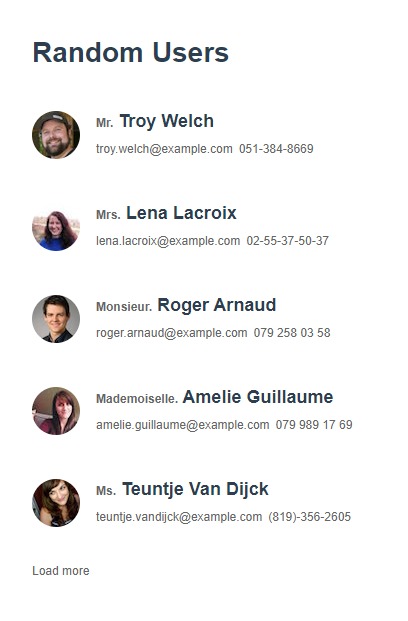 Random Users
Mr. Troy Welch
troy.welch@example.com 051-384-8669
Mrs. Lena Lacroix
lena.lacroix@example.com 02-55-37-50-37
Monsieur. Roger Arnaud
roger.arnaud@example.com 079 258 03 58
Mademoiselle. Amelie Guillaume
amelie.guillaume@example.com 079 989 17 69
Ms. Teuntje Van Dijck
teuntje.vandijck@example.com (819)-356-2605
Load more